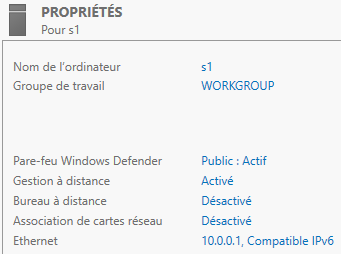 PROPRIÉTÉS
Pour s1
Nom de l'ordinateur s1
Groupe de travail WORKGROUP
Pare-feu Windows Defender Public : Actif
Gestion à distance Activé
Bureau à distance Désactivé
Association de cartes réseau Désactivé
Ethernet 10.0.0.1, Compatible IPv6